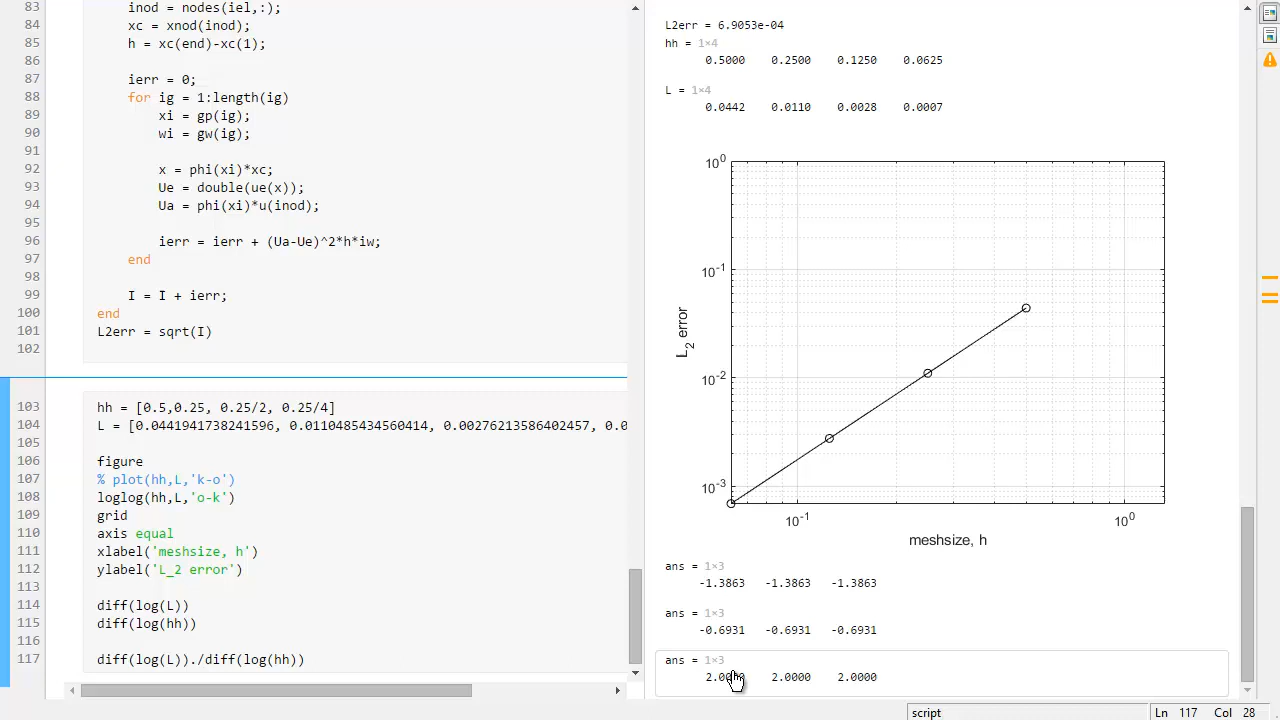 83 inod = nodes(iel,:);
84 xc = xnod(inod);
85 h = xc(end)-xc(1);
86
87 ierr = 0;
88 for ig = 1:length(ig)
89 xi = gp(ig);
90 wi = gw(ig);
91
92 x = phi(xi)*xc;
93 Ue = double(ue(x));
94 Ua = phi(xi)*u(inod);
95
96 ierr = ierr + (Ua-Ue)^2*h*iw;
97 end
98
99 I = I + ierr;
100 end
101 L2err = sqrt(I)
102
103 hh = [0.5,0.25, 0.25/2, 0.25/4]
104 L = [0.0441941738241596, 0.0110485434560414, 0.00276213586402457, 0.0
105
106 figure
107 % plot(hh,L,'k-o')
108 loglog(hh,L,'o-k')
109 grid
110 axis equal
111 xlabel('meshsize, h')
112 ylabel('L_2 error')
113
114 diff(log(L))
115 diff(log(hh))
116
117 diff(log(L))./diff(log(hh))
L2err = 6.9053e-04
hh = 1×4
0.5000 0.2500 0.1250 0.0625
L = 1×4
0.0442 0.0110 0.0028 0.0007
10^0
10^-1
10^-2
10^-3
L_2 error
10^-1 10^0
meshsize, h
ans = 1×3
-1.3863 -1.3863 -1.3863
ans = 1×3
-0.6931 -0.6931 -0.6931
ans = 1×3
2.0000 2.0000
script Ln 117 Col 28